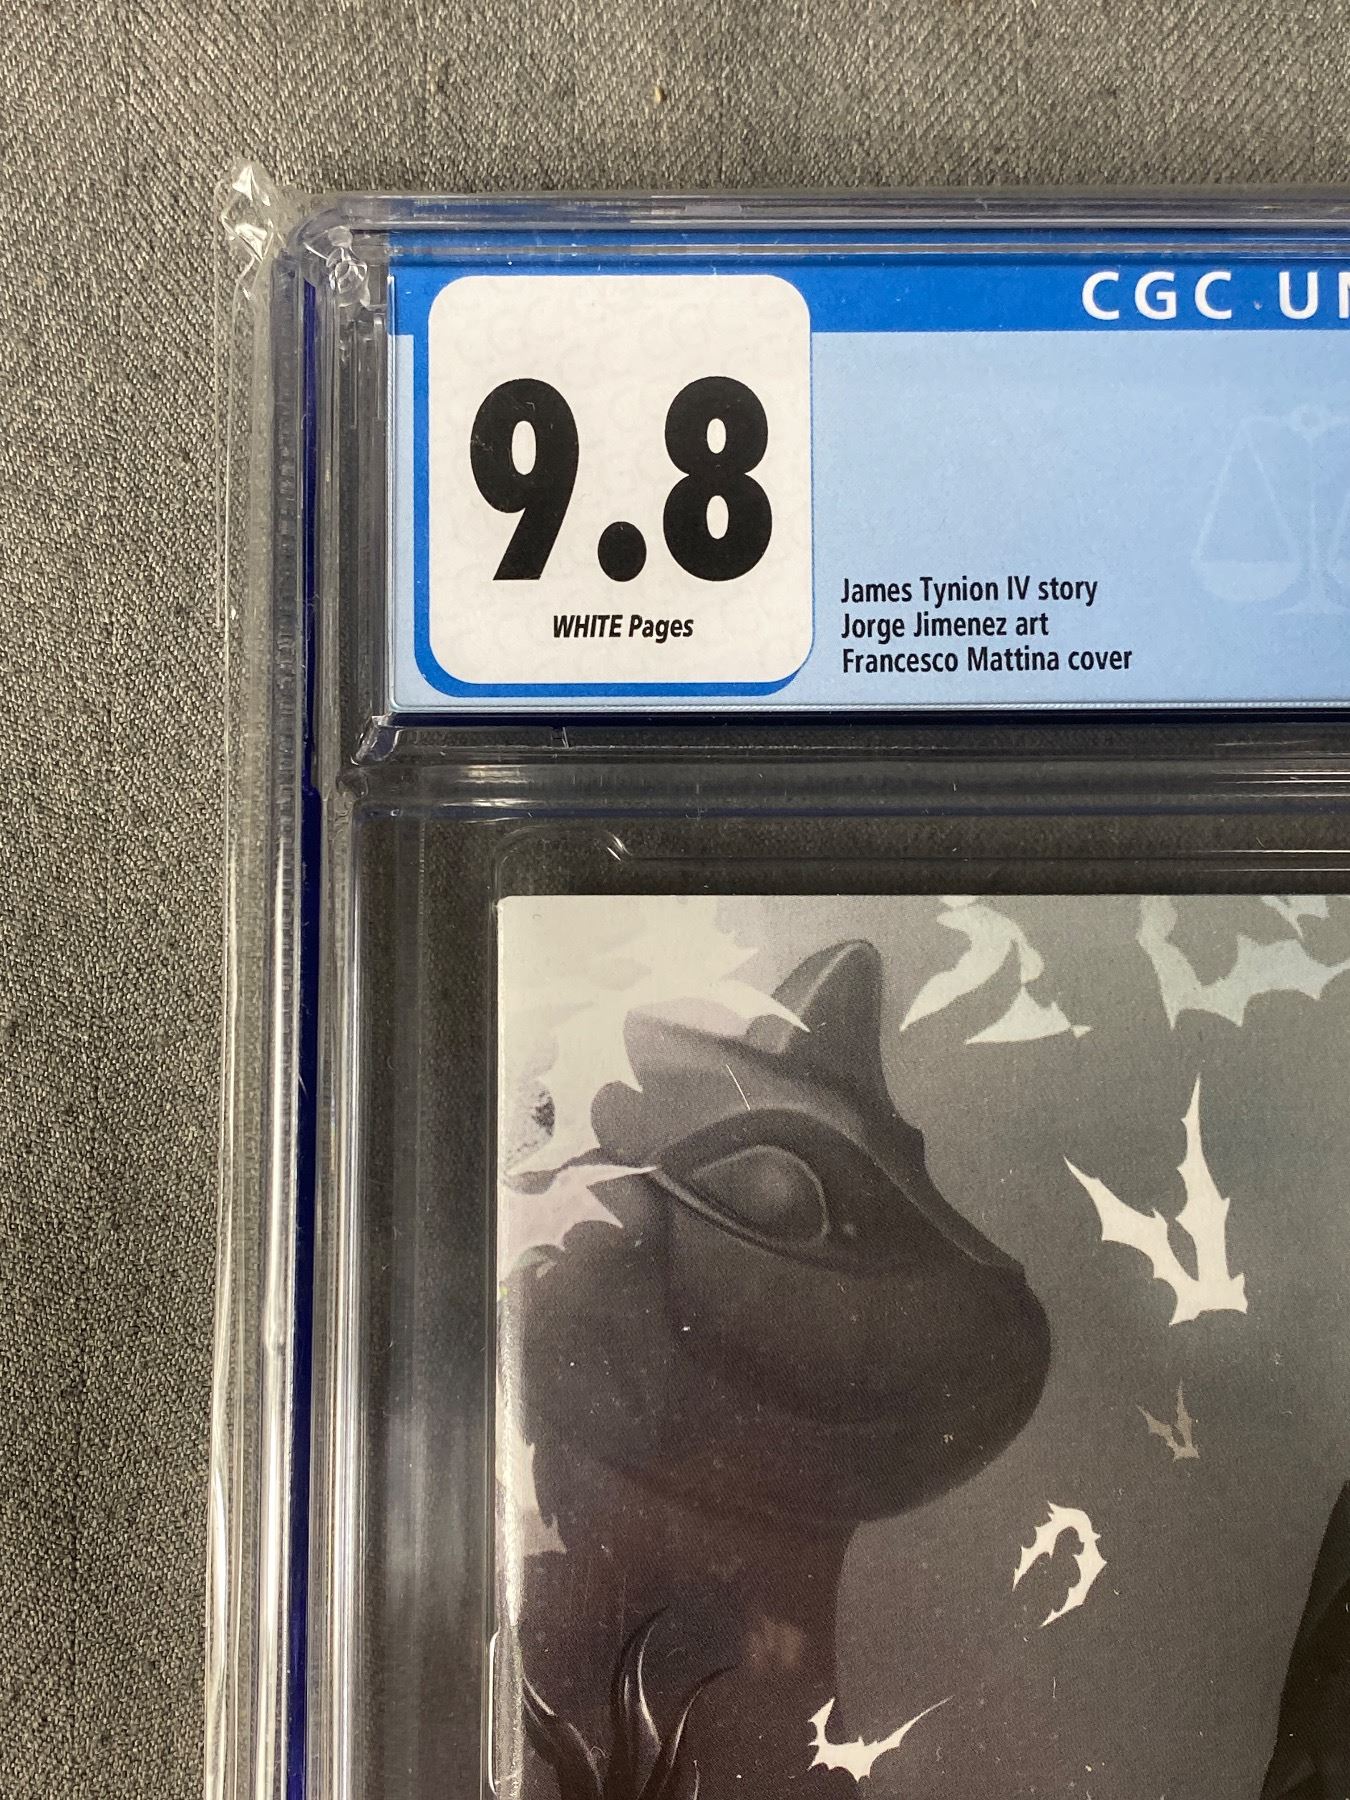 CGC UN
9.8
WHITE Pages
James Tynion IV story
Jorge Jimenez art
Francesco Mattina cover